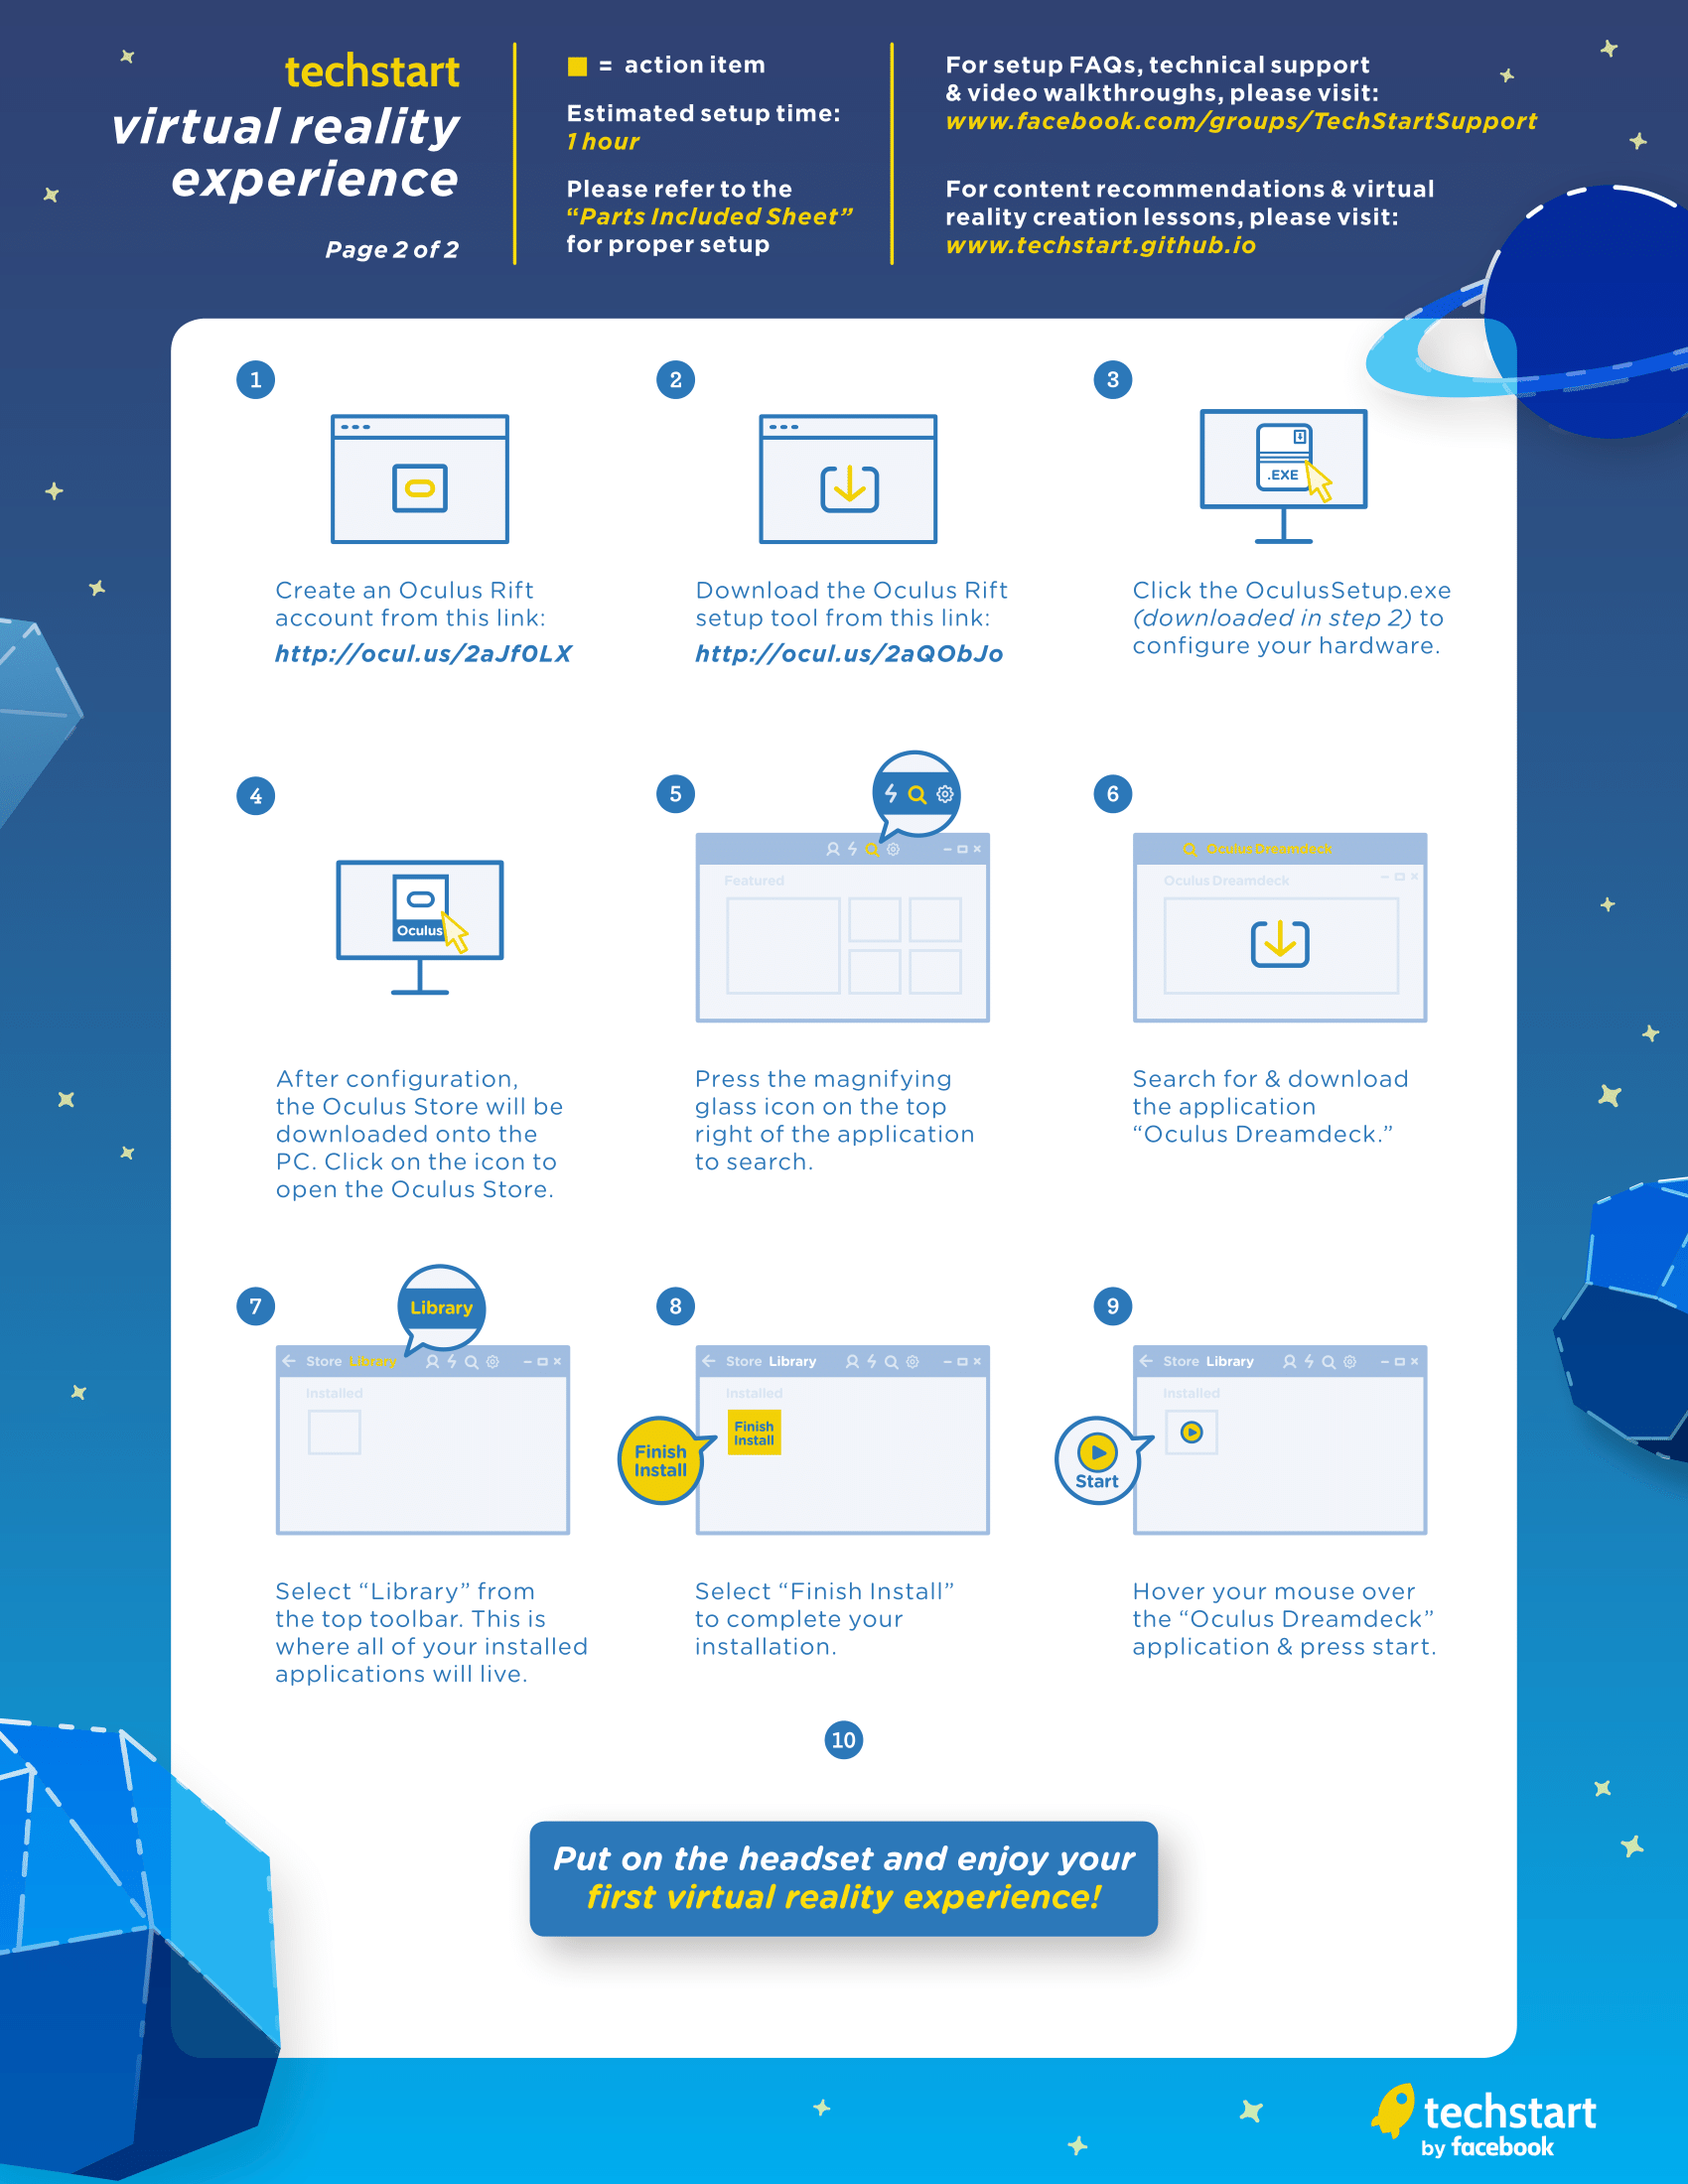 techstart
virtual reality
experience
Page 2 of 2
= action item
Estimated setup time:
1 hour
Please refer to the
“Parts Included Sheet”
for proper setup
For setup FAQs, technical support
& video walkthroughs, please visit:
www.facebook.com/groups/TechStartSupport
For content recommendations & virtual
reality creation lessons, please visit:
www.techstart.github.io
1
Create an Oculus Rift
account from this link:
http://ocul.us/2aJf0LX
2
Download the Oculus Rift
setup tool from this link:
http://ocul.us/2aQObJo
3
.EXE
Click the OculusSetup.exe
(downloaded in step 2) to
configure your hardware.
4
Oculus
After configuration,
the Oculus Store will be
downloaded onto the
PC. Click on the icon to
open the Oculus Store.
5
Featured
Press the magnifying
glass icon on the top
right of the application
to search.
6
Oculus Dreamdeck
Oculus Dreamdeck
Search for & download
the application
“Oculus Dreamdeck.”
7
Library
Store Library
Installed
Select “Library” from
the top toolbar. This is
where all of your installed
applications will live.
8
Store Library
Installed
Finish
Install
Finish
Install
Select “Finish Install”
to complete your
installation.
9
Store Library
Installed
Start
Hover your mouse over
the “Oculus Dreamdeck”
application & press start.
10
Put on the headset and enjoy your
first virtual reality experience!
techstart
by facebook